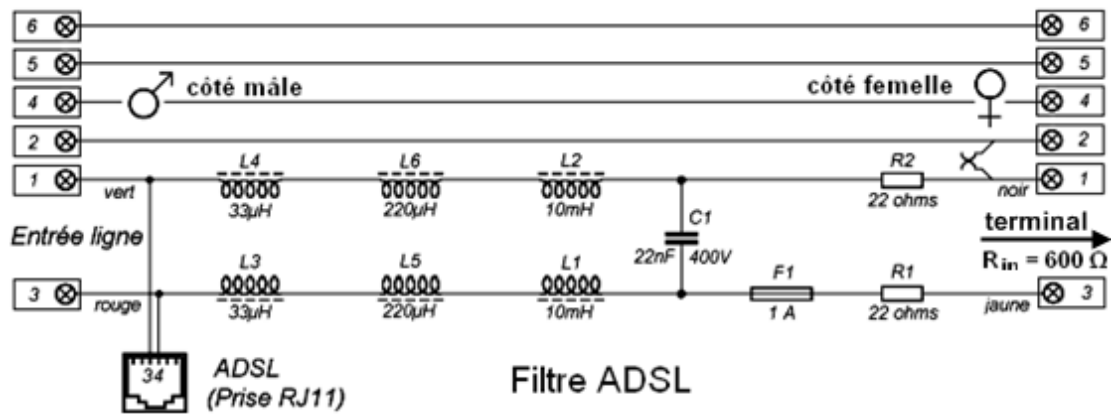 6 6
5 5
côté mâle côté femelle
4 4
2 2
L4 L6 L2 R2
1 1
vert noir
33µH 220µH 10mH 22 ohms
C1
Entrée ligne terminal
22nF 400V
L3 L5 L1 F1 R1 Rin = 600 Ω
3 3
rouge jaune
33µH 220µH 10mH 1 A 22 ohms
34
ADSL
(Prise RJ11)
Filtre ADSL